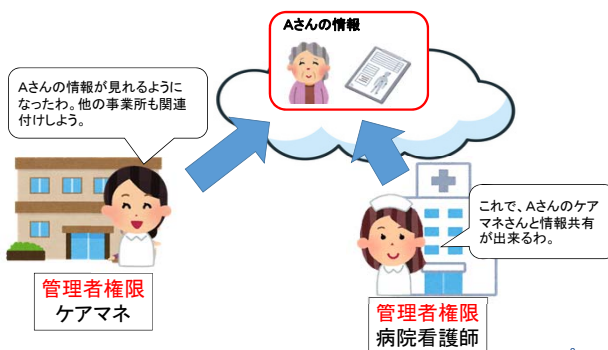 Aさんの情報
Aさんの情報が見れるように
なったわ。他の事業所も関連
付けしよう。
これで、Aさんのケア
マネさんと情報共有
が出来るわ。
管理者権限
ケアマネ
管理者権限
病院看護師